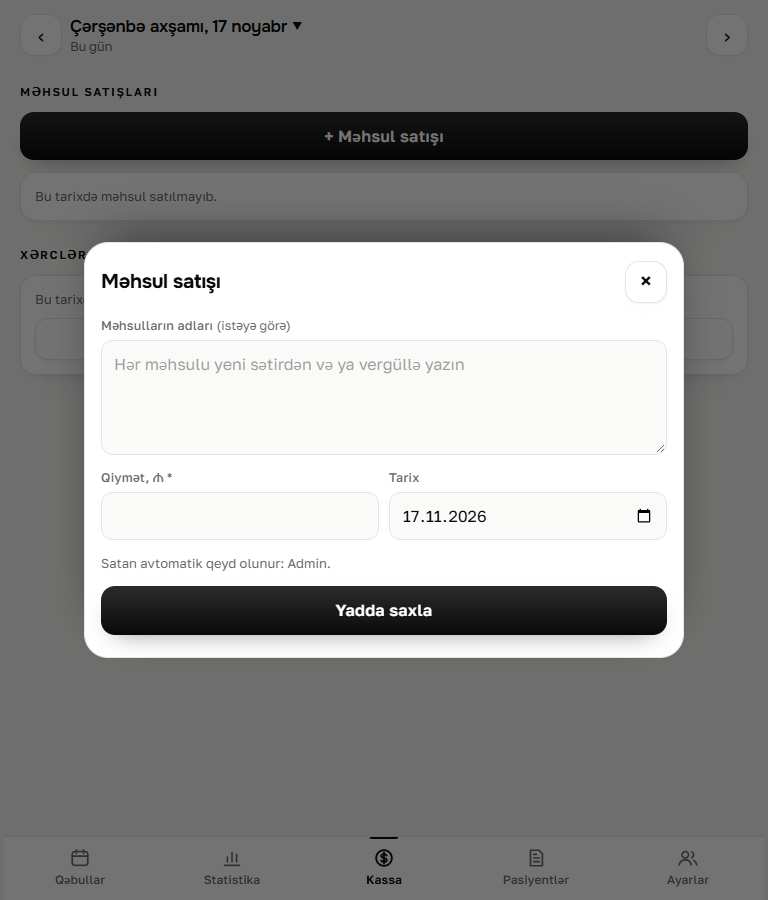 Çərşənbə axşamı, 17 noyabr ▼
Bu gün
MƏHSUL SATIŞLARI
+ Məhsul satışı
Bu tarixdə məhsul satılmayıb.
XƏRCLƏR
Bu
Məhsul satışı
×
Məhsulların adları (istəyə görə)
Hər məhsulu yeni sətirdən və ya vergüllə yazın
Qiymət, ₼ *
Tarix
17.11.2026
Satan avtomatik qeyd olunur: Admin.
Yadda saxla
Qəbullar
Statistika
Kassa
Pasiyentlər
Ayarlar